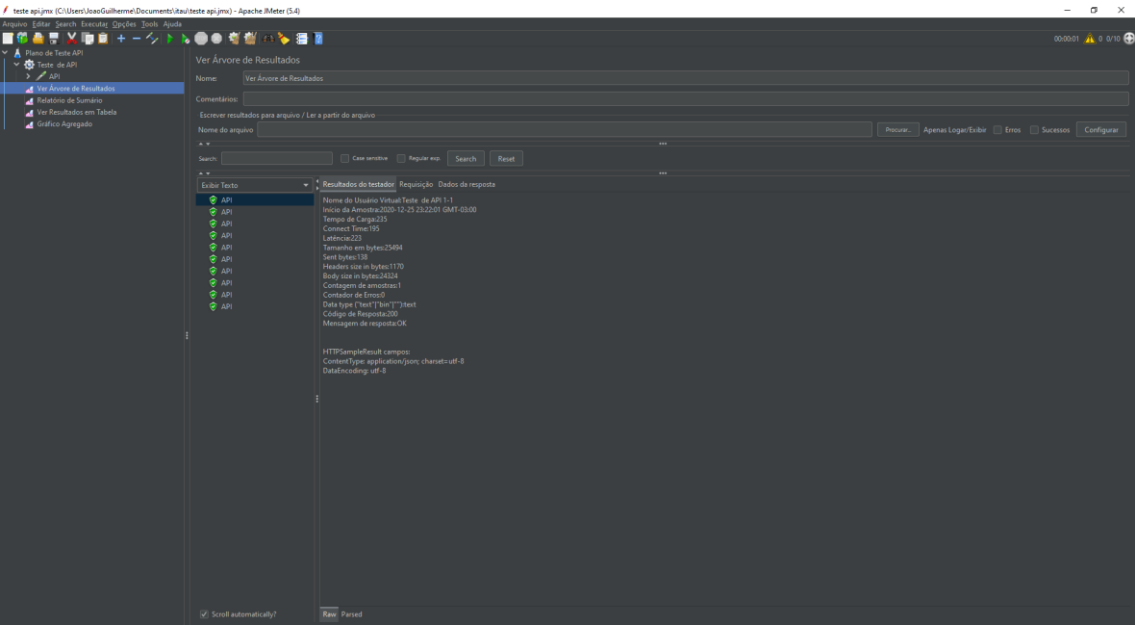 teste api.jmx (C:\Users\JoaoGuilherme\Documents\itau\teste api.jmx) - Apache JMeter (5.4)
Arquivo Editar Search Executar Opções Tools Ajuda
00:00:01 0 0/10
Plano de Teste API
Teste de API
API
Ver Árvore de Resultados
Relatório de Sumário
Ver Resultados em Tabela
Gráfico Agregado
Ver Árvore de Resultados
Nome: Ver Árvore de Resultados
Comentários:
Escrever resultados para arquivo / Ler a partir do arquivo
Nome do arquivo Procurar... Apenas Logar/Exibir Erros Sucessos Configurar
Search: Case sensitive Regular exp. Search Reset
Exibir Texto
API
API
API
API
API
API
API
API
API
API
Scroll automatically?
Resultados do testador Requisição Dados da resposta
Nome do Usuário Virtual:Teste de API 1-1
Início da Amostra:2020-12-25 23:22:01 GMT-03:00
Tempo de Carga:235
Connect Time:195
Latência:223
Tamanho em bytes:25494
Sent bytes:138
Headers size in bytes:1170
Body size in bytes:24324
Contagem de amostras:1
Contador de Erros:0
Data type ("text"|"bin"|""):text
Código de Resposta:200
Mensagem de resposta:OK
HTTPSampleResult campos:
ContentType: application/json; charset=utf-8
DataEncoding: utf-8
Raw Parsed